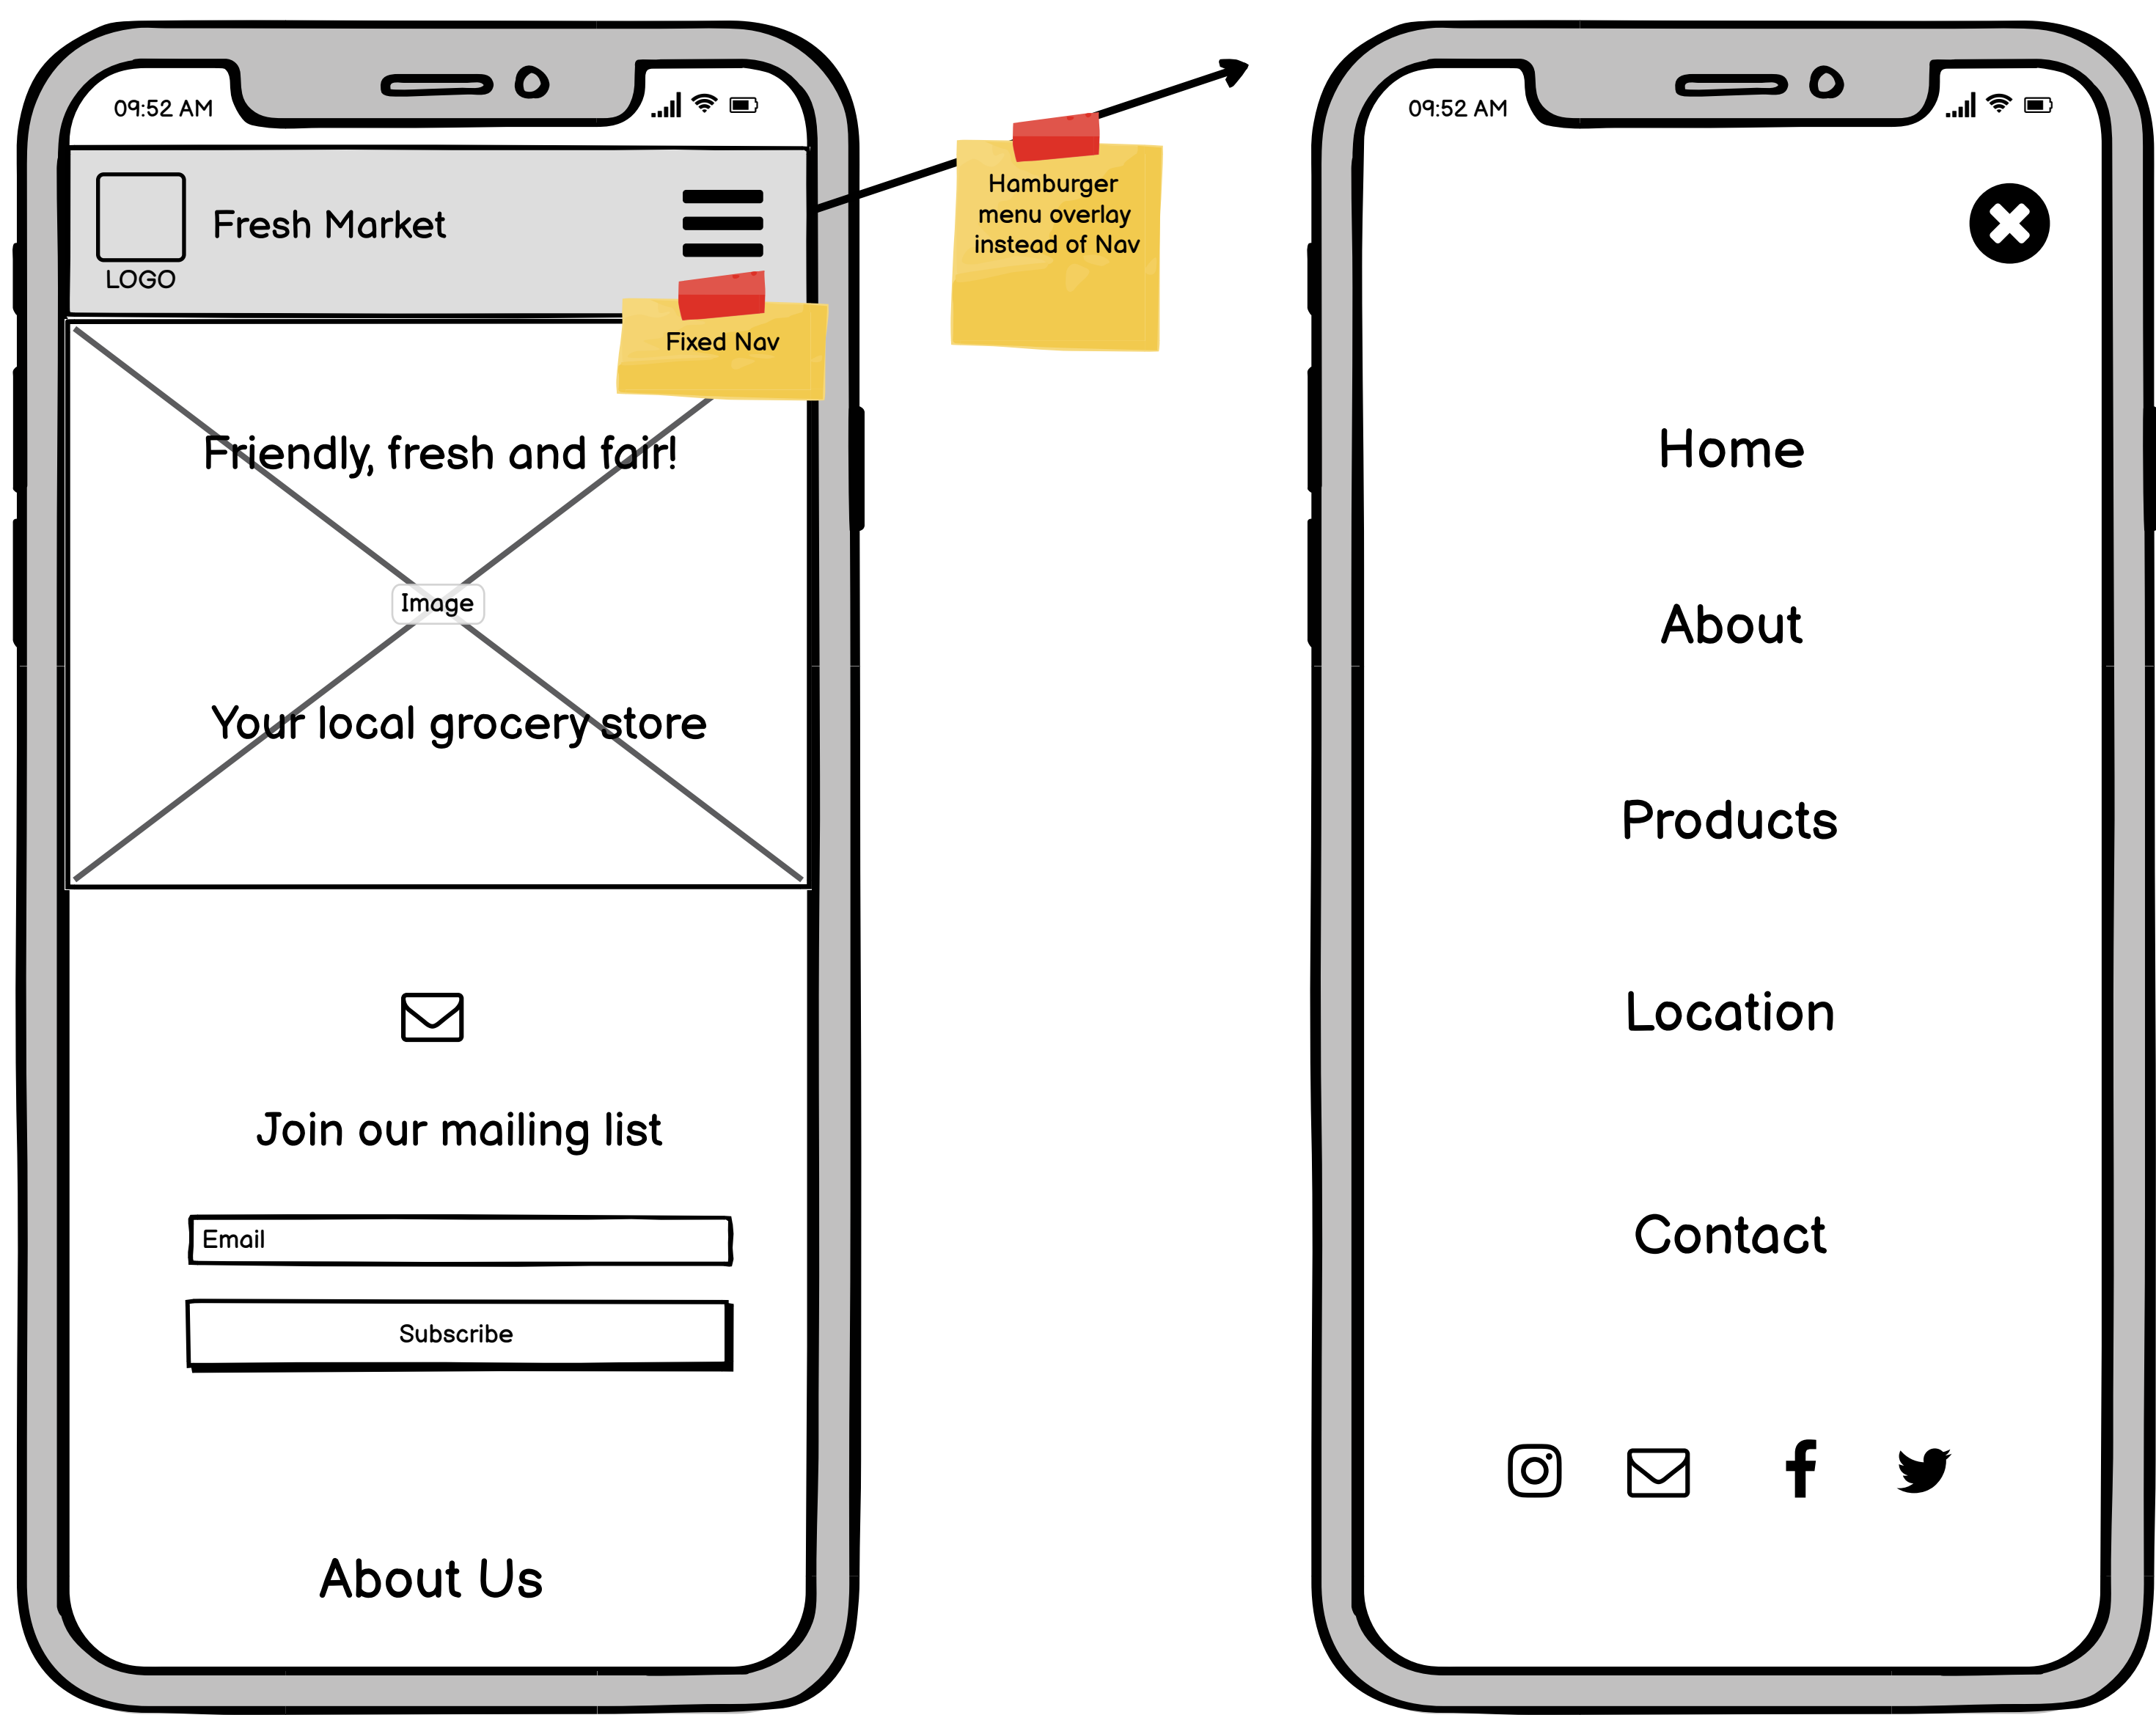 09:52 AM
Fresh Market
LOGO
Fixed Nav
Friendly, fresh and fair!
Image
Your local grocery store
Join our mailing list
Email
Subscribe
About Us
Hamburger
menu overlay
instead of Nav
09:52 AM
Home
About
Products
Location
Contact